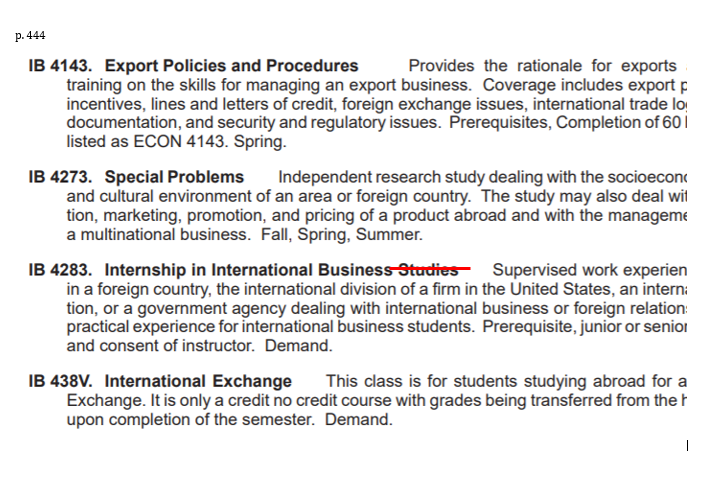 p. 444
IB 4143. Export Policies and Procedures Provides the rationale for exports
training on the skills for managing an export business. Coverage includes export
incentives, lines and letters of credit, foreign exchange issues, international trade
documentation, and security and regulatory issues. Prerequisites, Completion of 60
listed as ECON 4143. Spring.
IB 4273. Special Problems Independent research study dealing with the
and cultural environment of an area or foreign country. The study may also deal
tion, marketing, promotion, and pricing of a product abroad and with the
a multinational business. Fall, Spring, Summer.
IB 4283. Internship in International Business Studies Supervised work
in a foreign country, the international division of a firm in the United States, an
tion, or a government agency dealing with international business or foreign
practical experience for international business students. Prerequisite, junior or
and consent of instructor. Demand.
IB 438V. International Exchange This class is for students studying abroad for a
Exchange. It is only a credit no credit course with grades being transferred from the
upon completion of the semester. Demand.